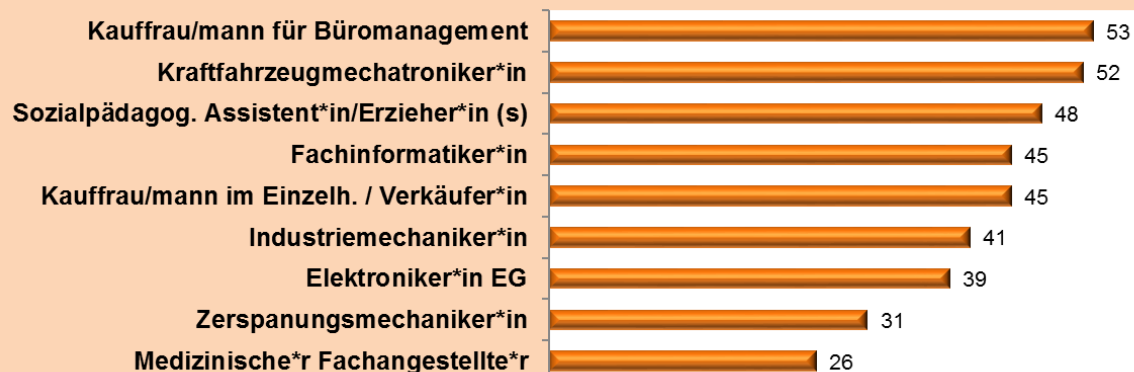 Kauffrau/mann für Büromanagement 53
Kraftfahrzeugmechatroniker*in 52
Sozialpädagog. Assistent*in/Erzieher*in (s) 48
Fachinformatiker*in 45
Kauffrau/mann im Einzelh. / Verkäufer*in 45
Industriemechaniker*in 41
Elektroniker*in EG 39
Zerspanungsmechaniker*in 31
Medizinische*r Fachangestellte*r 26